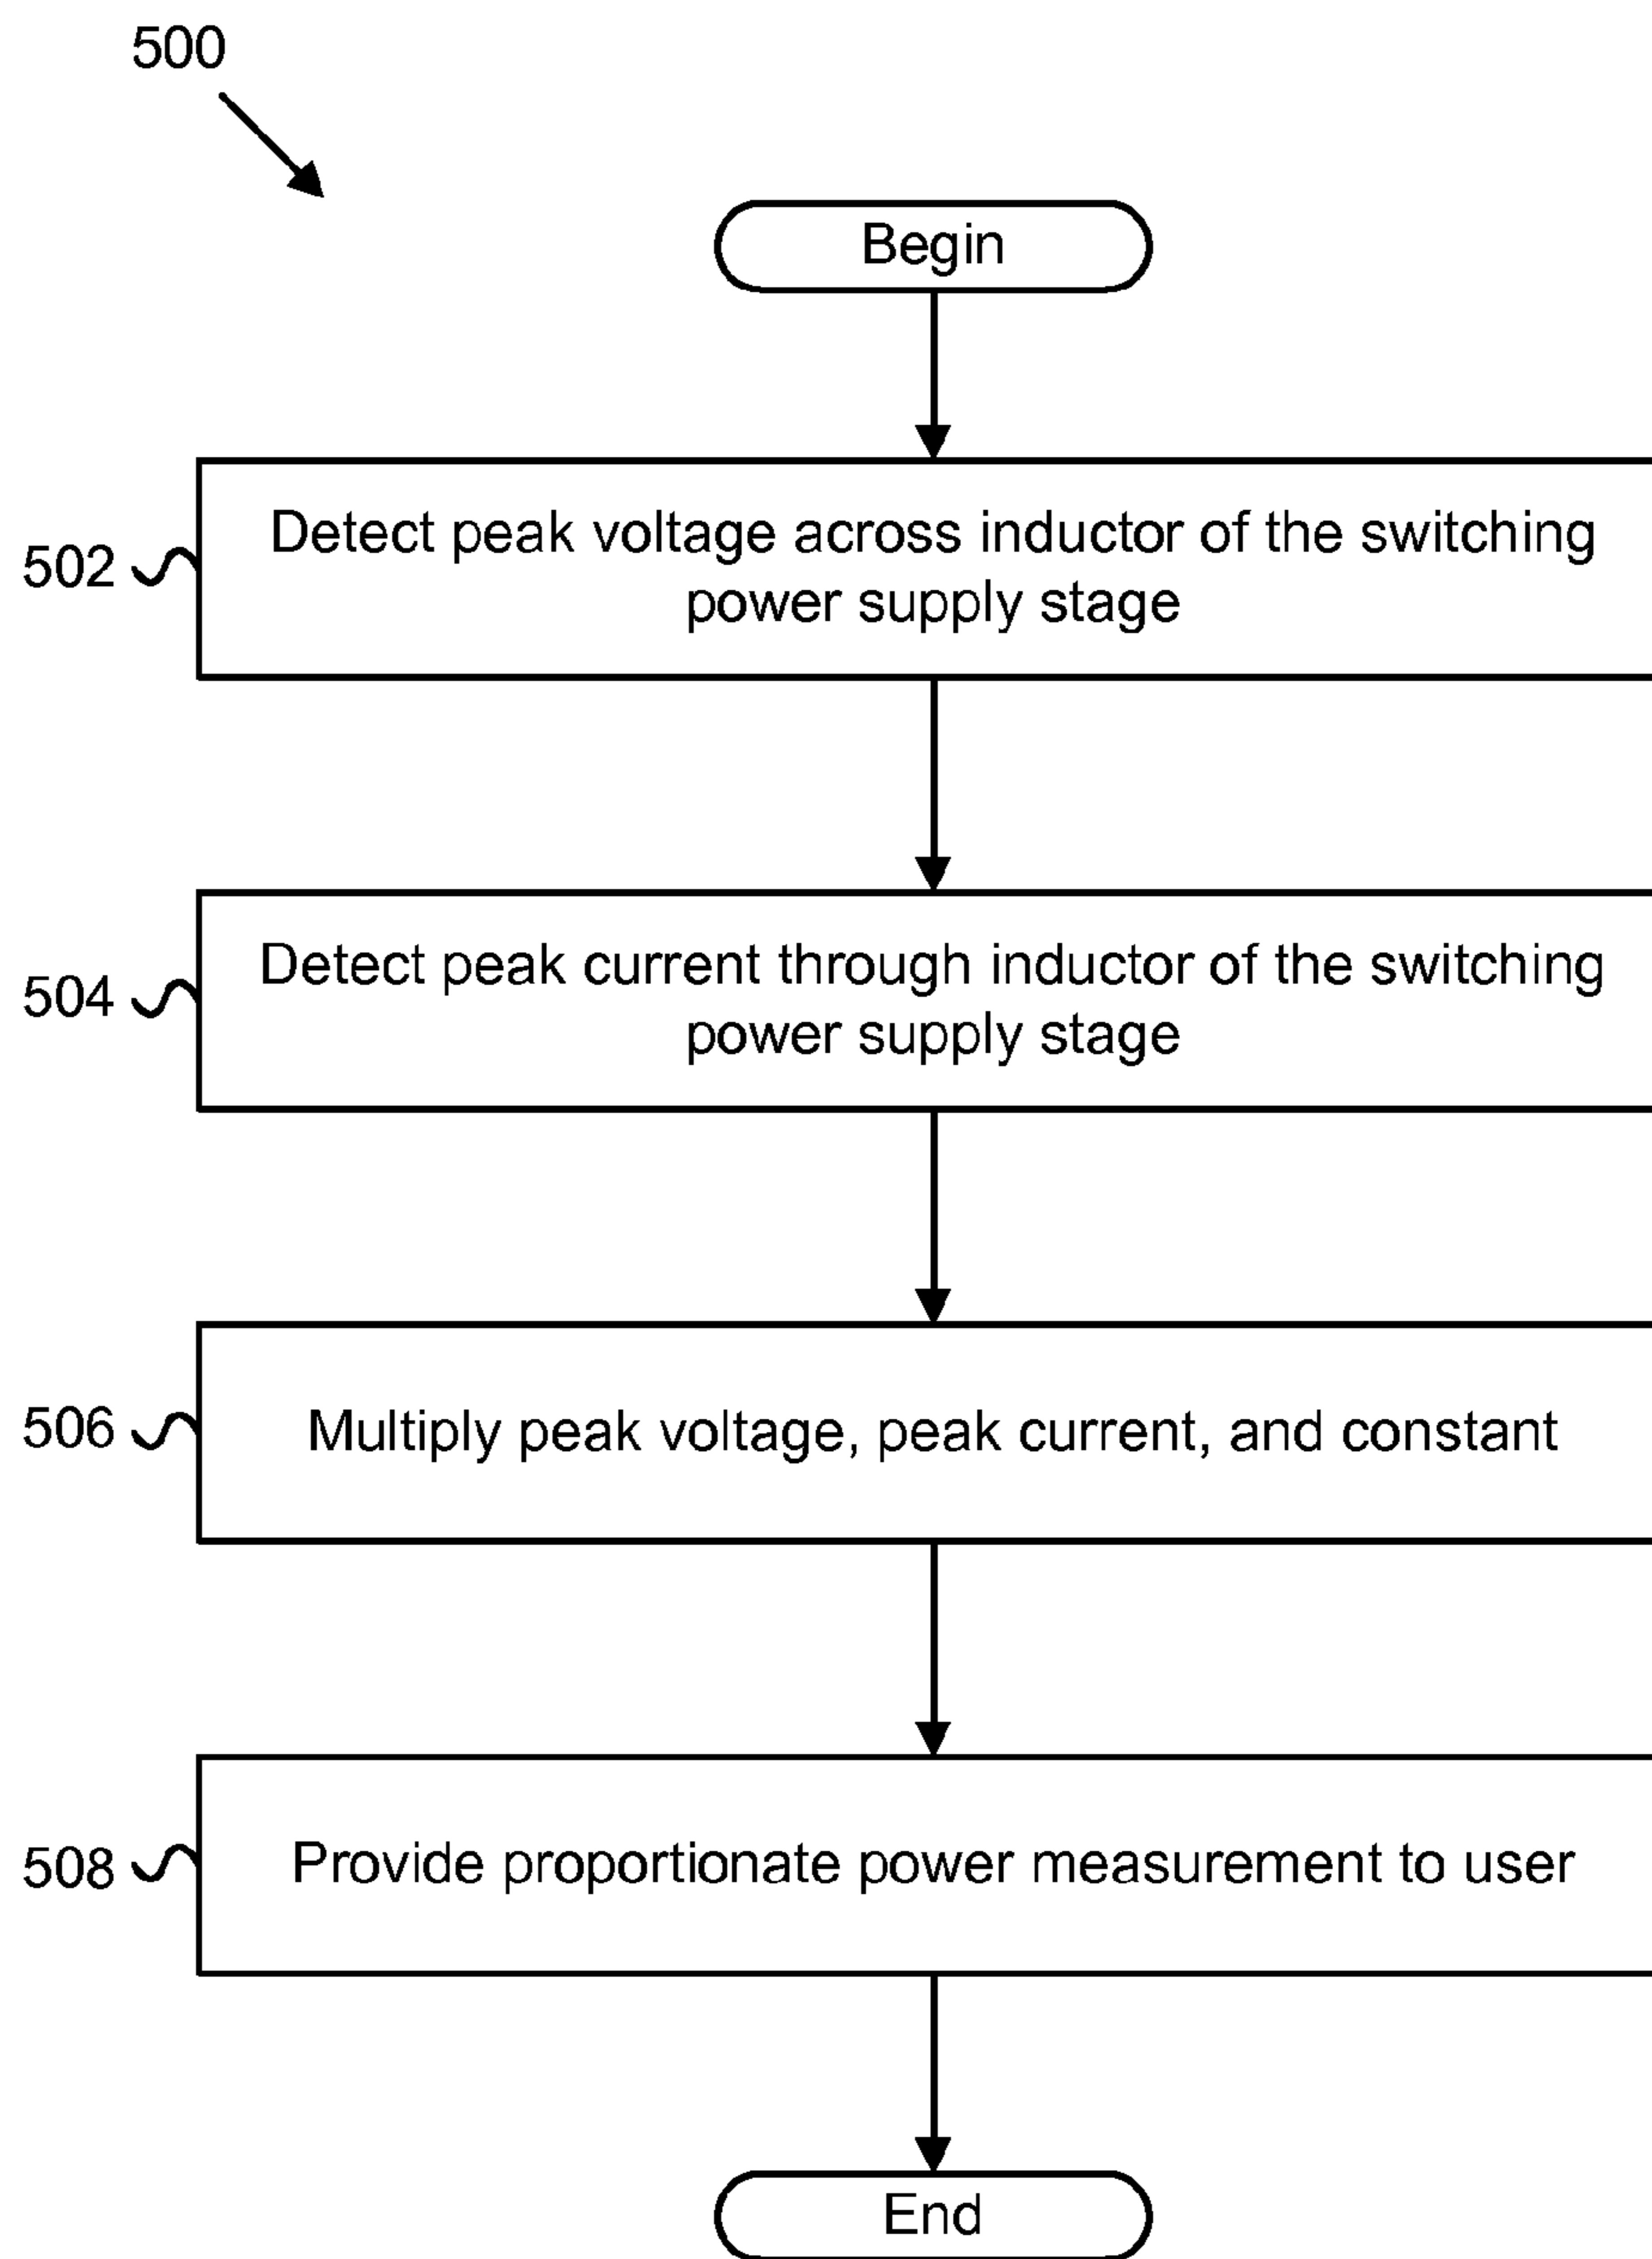 500
Begin
502
Detect peak voltage across inductor of the switching
power supply stage
504
Detect peak current through inductor of the switching
power supply stage
506
Multiply peak voltage, peak current, and constant
508
Provide proportionate power measurement to user
End